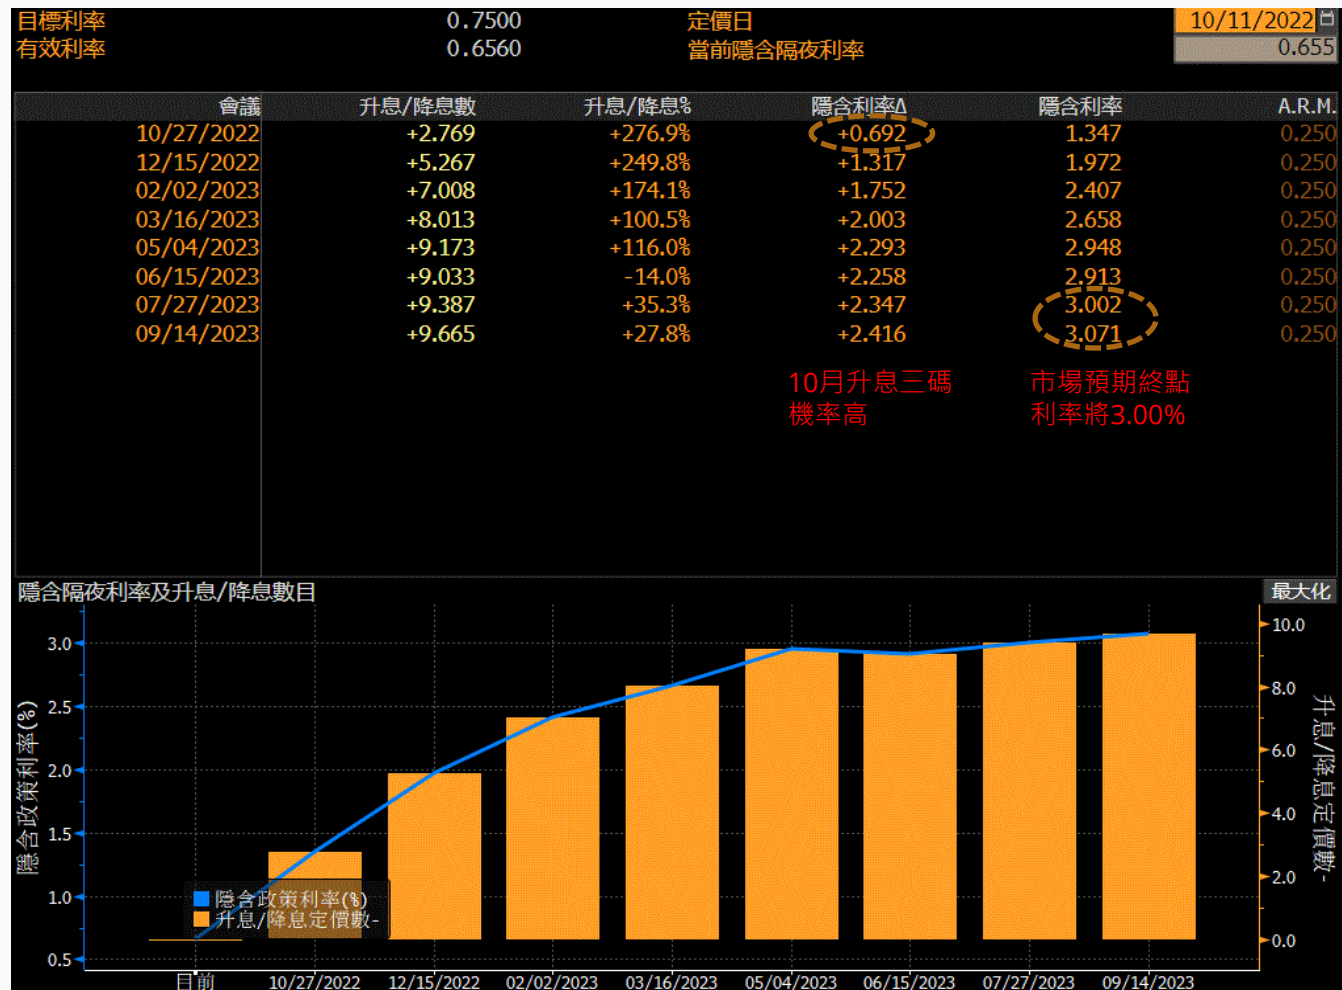 目標利率 0.7500 定價日 10/11/2022
有效利率 0.6560 當前隱含隔夜利率 0.655
會議 升息/降息數 升息/降息% 隱含利率Δ 隱含利率 A.R.M.
10/27/2022 +2.769 +276.9% +0.692 1.347 0.250
12/15/2022 +5.267 +249.8% +1.317 1.972 0.250
02/02/2023 +7.008 +174.1% +1.752 2.407 0.250
03/16/2023 +8.013 +100.5% +2.003 2.658 0.250
05/04/2023 +9.173 +116.0% +2.293 2.948 0.250
06/15/2023 +9.033 -14.0% +2.258 2.913 0.250
07/27/2023 +9.387 +35.3% +2.347 3.002 0.250
09/14/2023 +9.665 +27.8% +2.416 3.071 0.250
10月升息三碼 市場預期終點
機率高 利率將3.00%
隱含隔夜利率及升息/降息數目 最大化
隱含政策利率(%)
3.0
2.5
2.0
1.5
1.0
0.5
隱含政策利率(%)
升息/降息定價數-
10.0
8.0
6.0
4.0
2.0
0.0
升息/降息定價數-
目前 10/27/2022 12/15/2022 02/02/2023 03/16/2023 05/04/2023 06/15/2023 07/27/2023 09/14/2023